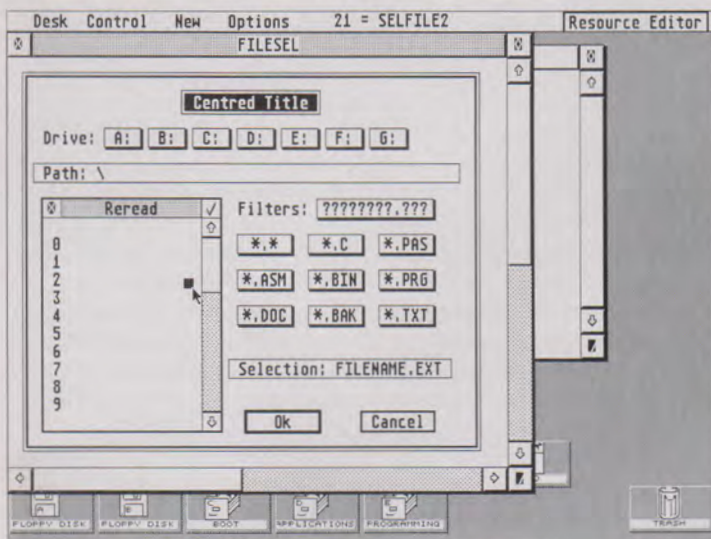 Desk Control New Options 21 = SELFILE2 Resource Editor
FILESEL
Centred Title
Drive: A: B: C: D: E: F: G:
Path: \
Reread
Filters: ????????.???
0
1
2
3
4
5
6
7
8
9
*.* *.C *.PAS
*.ASM *.BIN *.PRG
*.DOC *.BAK *.TXT
Selection: FILENAME.EXT
Ok Cancel
A B
FLOPPY DISK FLOPPY DISK BOOT APPLICATIONS PROGRAMMING TRASH